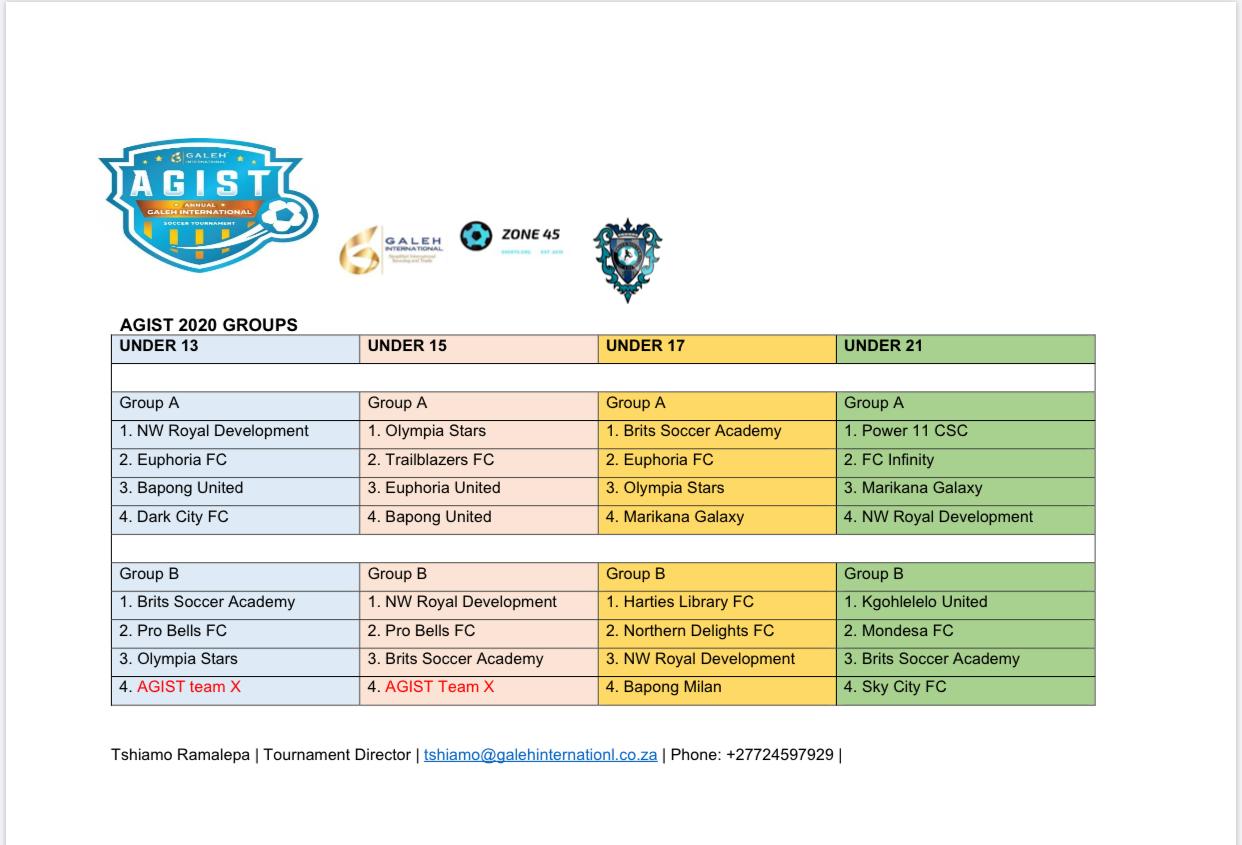 GALEH
INTERNATIONAL
AGIST
ANNUAL
GALEH INTERNATIONAL
SOCCER TOURNAMENT
GALEH
INTERNATIONAL
ZONE 45
AGIST 2020 GROUPS
UNDER 13 UNDER 15 UNDER 17 UNDER 21
Group A Group A Group A Group A
1. NW Royal Development 1. Olympia Stars 1. Brits Soccer Academy 1. Power 11 CSC
2. Euphoria FC 2. Trailblazers FC 2. Euphoria FC 2. FC Infinity
3. Bapong United 3. Euphoria United 3. Olympia Stars 3. Marikana Galaxy
4. Dark City FC 4. Bapong United 4. Marikana Galaxy 4. NW Royal Development
Group B Group B Group B Group B
1. Brits Soccer Academy 1. NW Royal Development 1. Harties Library FC 1. Kgohlelelo United
2. Pro Bells FC 2. Pro Bells FC 2. Northern Delights FC 2. Mondesa FC
3. Olympia Stars 3. Brits Soccer Academy 3. NW Royal Development 3. Brits Soccer Academy
4. AGIST team X 4. AGIST Team X 4. Bapong Milan 4. Sky City FC
Tshiamo Ramalepa | Tournament Director | tshiamo@galehinternationl.co.za | Phone: +27724597929 |